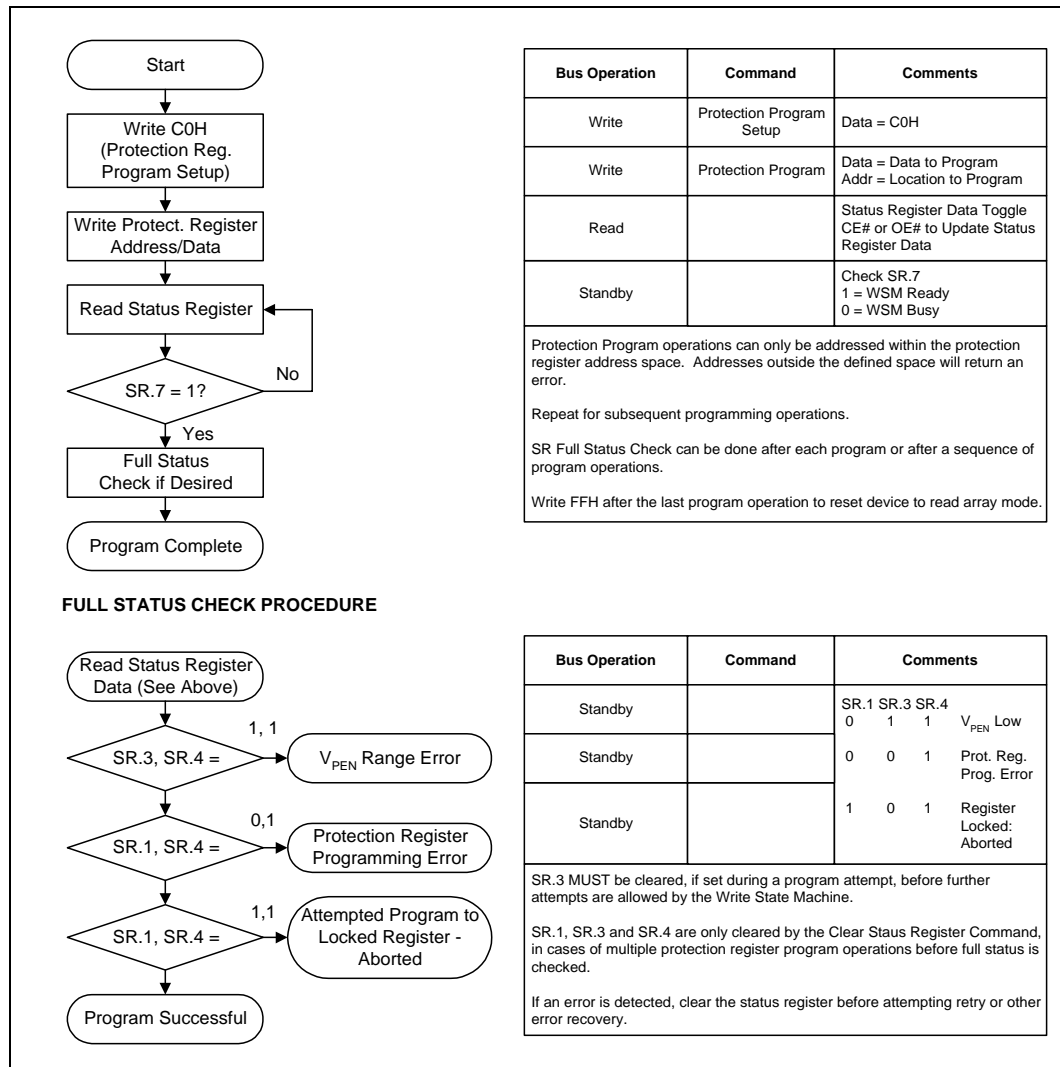 Start
Write C0H
(Protection Reg.
Program Setup)
Write Protect. Register
Address/Data
Read Status Register
No
SR.7 = 1?
Yes
Full Status
Check if Desired
Program Complete
Bus Operation Command Comments
Write Protection Program
Setup Data = C0H
Write Protection Program Data = Data to Program
Addr = Location to Program
Read Status Register Data Toggle
CE# or OE# to Update Status
Register Data
Standby Check SR.7
1 = WSM Ready
0 = WSM Busy
Protection Program operations can only be addressed within the protection
register address space. Addresses outside the defined space will return an
error.
Repeat for subsequent programming operations.
SR Full Status Check can be done after each program or after a sequence of
program operations.
Write FFH after the last program operation to reset device to read array mode.
FULL STATUS CHECK PROCEDURE
Read Status Register
Data (See Above)
1, 1
SR.3, SR.4 =
VPEN Range Error
0,1
SR.1, SR.4 =
Protection Register
Programming Error
1,1
SR.1, SR.4 =
Attempted Program to
Locked Register -
Aborted
Program Successful
Bus Operation Command Comments
Standby SR.1 SR.3 SR.4
0 1 1 VPEN Low
Standby 0 0 1 Prot. Reg.
Prog. Error
Standby 1 0 1 Register
Locked:
Aborted
SR.3 MUST be cleared, if set during a program attempt, before further
attempts are allowed by the Write State Machine.
SR.1, SR.3 and SR.4 are only cleared by the Clear Staus Register Command,
in cases of multiple protection register program operations before full status is
checked.
If an error is detected, clear the status register before attempting retry or other
error recovery.